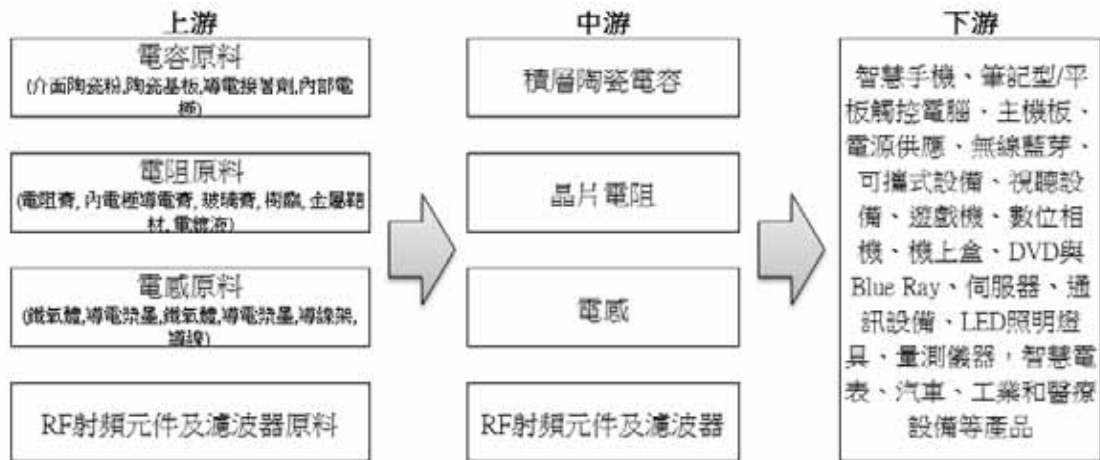 上游
電容原料
(介面陶瓷粉,陶瓷基板,導電接著劑,內部電
極)
電阻原料
(電阻膏, 內電極導電膏, 玻璃膏, 樹脂, 金屬靶
材, 電鍍液)
電感原料
(鐵氧體,導電漿墨,鐵氧體,導電漿墨,導線架,
導線)
RF射頻元件及濾波器原料
中游
積層陶瓷電容
晶片電阻
電感
RF射頻元件及濾波器
下游
智慧手機、筆記型/平
板觸控電腦、主機板、
電源供應、無線藍芽、
可攜式設備、視聽設
備、遊戲機、數位相
機、機上盒、DVD與
Blue Ray、伺服器、通
訊設備、LED照明燈
具、量測儀器，智慧電
表、汽車、工業和醫療
設備等產品